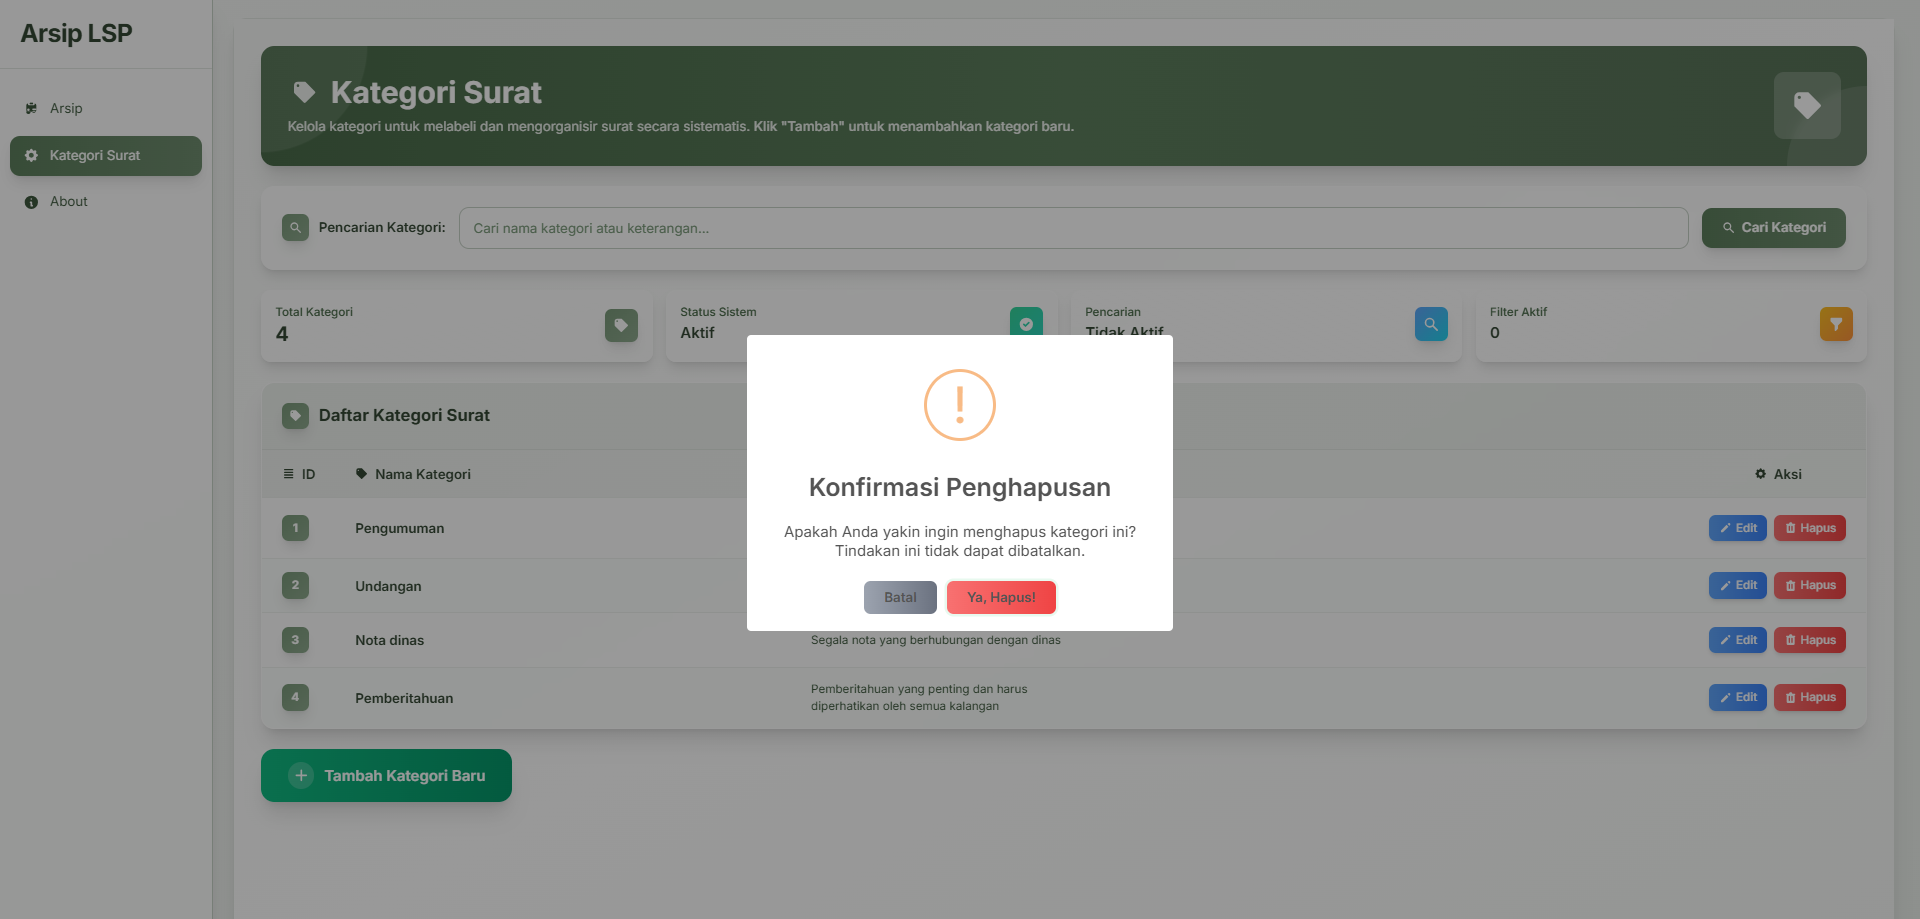 Arsip LSP
Arsip
Kategori Surat
About
Kategori Surat
Kelola kategori untuk melabeli dan mengorganisir surat secara sistematis. Klik "Tambah" untuk menambahkan kategori baru.
Pencarian Kategori:
Cari nama kategori atau keterangan...
Cari Kategori
Total Kategori
4
Status Sistem
Aktif
Pencarian
Tidak Aktif
Filter Aktif
0
Daftar Kategori Surat
ID
Nama Kategori
Aksi
1
Pengumuman
Edit
Hapus
2
Undangan
Edit
Hapus
3
Nota dinas
Segala nota yang berhubungan dengan dinas
Edit
Hapus
4
Pemberitahuan
Pemberitahuan yang penting dan harus
diperhatikan oleh semua kalangan
Edit
Hapus
Tambah Kategori Baru
Konfirmasi Penghapusan
Apakah Anda yakin ingin menghapus kategori ini?
Tindakan ini tidak dapat dibatalkan.
Batal
Ya, Hapus!